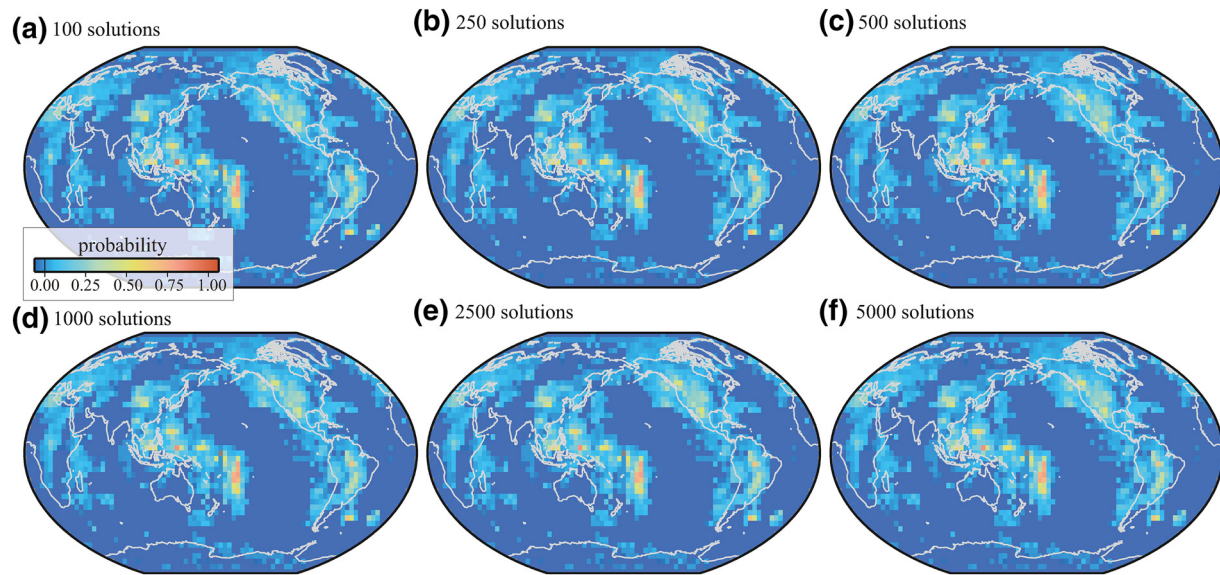 (a) 100 solutions
(b) 250 solutions
(c) 500 solutions
probability
0.00 0.25 0.50 0.75 1.00
(d) 1000 solutions
(e) 2500 solutions
(f) 5000 solutions